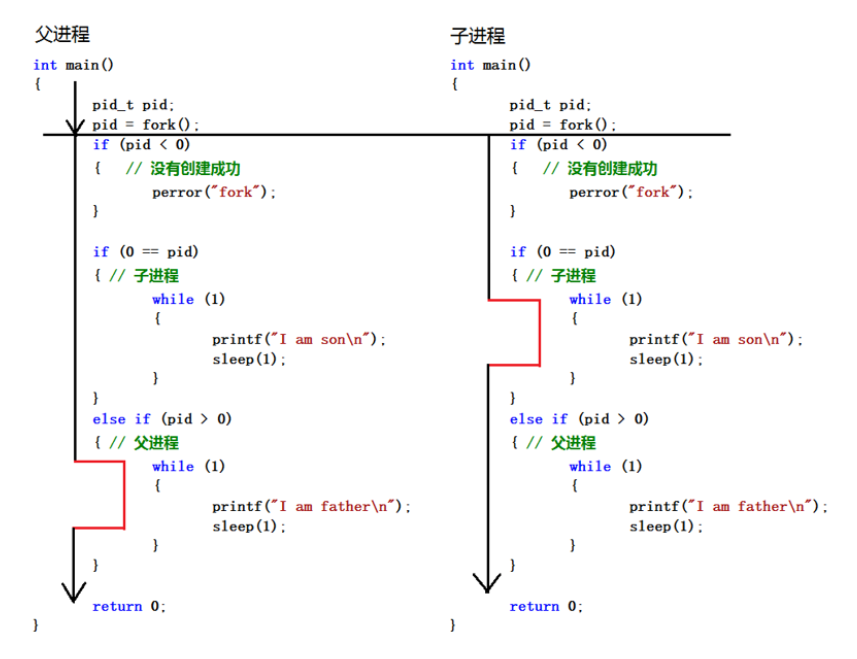 父进程
int main()
{
pid_t pid;
pid = fork();
if (pid < 0)
{ // 没有创建成功
perror("fork");
}
if (0 == pid)
{ // 子进程
while (1)
{
printf("I am son\n");
sleep(1);
}
}
else if (pid > 0)
{ // 父进程
while (1)
{
printf("I am father\n");
sleep(1);
}
}
return 0;
}
子进程
int main()
{
pid_t pid;
pid = fork();
if (pid < 0)
{ // 没有创建成功
perror("fork");
}
if (0 == pid)
{ // 子进程
while (1)
{
printf("I am son\n");
sleep(1);
}
}
else if (pid > 0)
{ // 父进程
while (1)
{
printf("I am father\n");
sleep(1);
}
}
return 0;
}